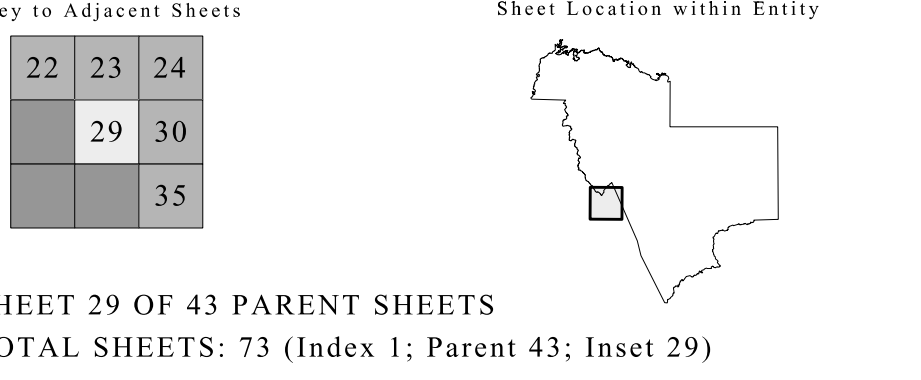 ey to Adjacent Sheets
Sheet Location within Entity
22 23 24
29 30
35
HEET 29 OF 43 PARENT SHEETS
OTAL SHEETS: 73 (Index 1; Parent 43; Inset 29)